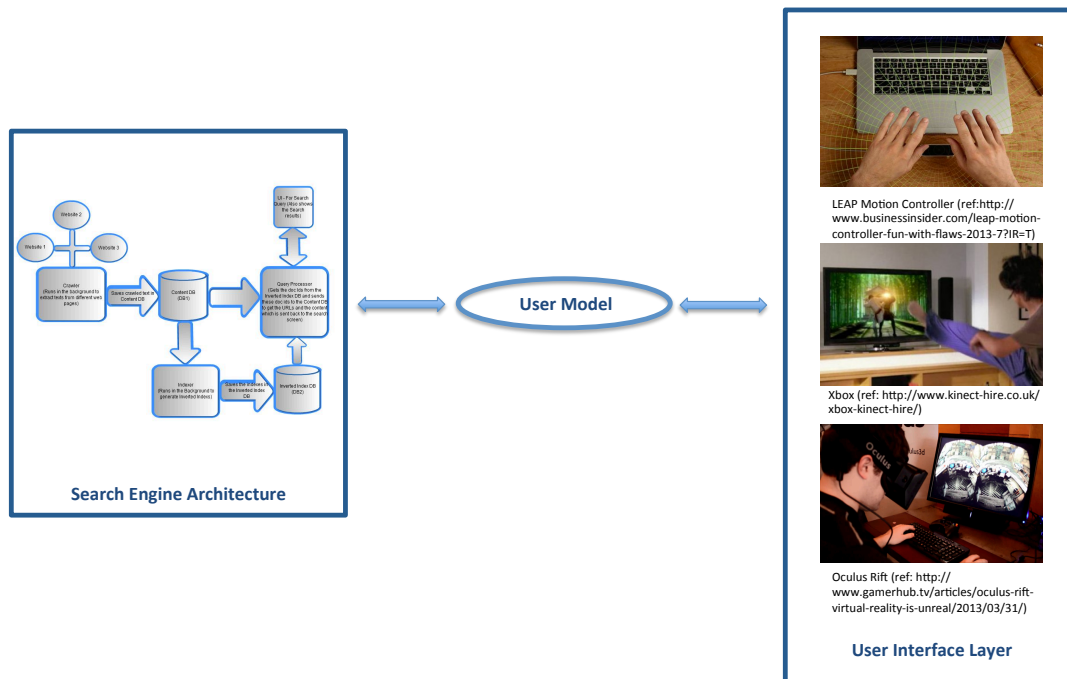 Website 2
Website 1
Website 3
Crawler
(Runs in the background to
extract texts from different web
pages)
Saves crawled text in
Content DB
Content DB
(DB1)
UI - For Search
Query (Also shows
the Search
results)
Query Processor
(Gets the doc Ids from the
Inverted Index DB and sends
these doc Ids to the Content DB
to get the URLs and the content
which is sent back to the search
screen)
Indexer
(Runs in the Background to
generate Inverted Indexs)
Saves the Indexes in
the Inverted Index
DB
Inverted Index DB
(DB2)
Search Engine Architecture
User Model
LEAP Motion Controller (ref:http://
www.businessinsider.com/leap-motion-
controller-fun-with-flaws-2013-7?IR=T)
Xbox (ref: http://www.kinect-hire.co.uk/
xbox-kinect-hire/)
Oculus
Oculus Rift (ref: http://
www.gamerhub.tv/articles/oculus-rift-
virtual-reality-is-unreal/2013/03/31/)
User Interface Layer